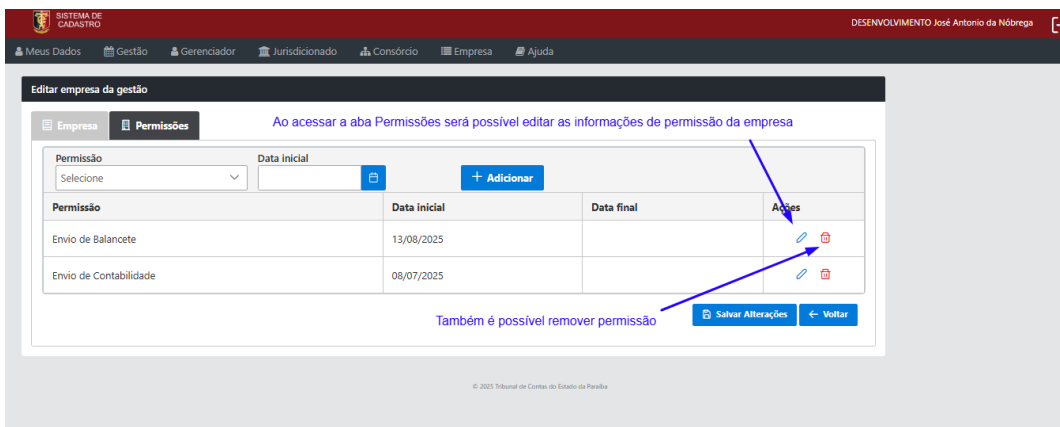 SISTEMA DE
CADASTRO
DESENVOLVIMENTO José Antonio da Nóbrega
Meus Dados Gestão Gerenciador Jurisdicionado Consórcio Empresa Ajuda
Editar empresa da gestão
Empresa Permissões
Ao acessar a aba Permissões será possível editar as informações de permissão da empresa
Permissão Data inicial
Selecione Adicionar
Permissão Data inicial Data final Ações
Envio de Balancete 13/08/2025
Envio de Contabilidade 08/07/2025
Também é possível remover permissão
Salvar Alterações Voltar
© 2025 Tribunal de Contas do Estado da Paraíba